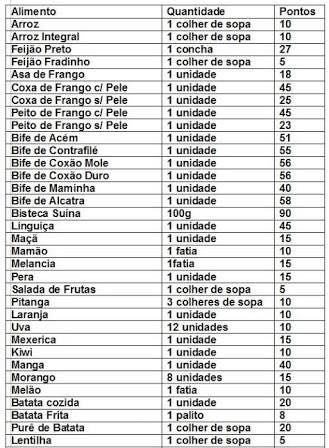 Alimento Quantidade Pontos
Arroz 1 colher de sopa 10
Arroz Integral 1 colher de sopa 10
Feijão Preto 1 concha 27
Feijão Fradinho 1 colher de sopa 5
Asa de Frango 1 unidade 18
Coxa de Frango c/ Pele 1 unidade 45
Coxa de Frango s/ Pele 1 unidade 25
Peito de Frango c/ Pele 1 unidade 45
Peito de Frango s/ Pele 1 unidade 23
Bife de Acém 1 unidade 51
Bife de Contrafilé 1 unidade 55
Bife de Coxão Mole 1 unidade 56
Bife de Coxão Duro 1 unidade 56
Bife de Maminha 1 unidade 40
Bife de Alcatra 1 unidade 58
Bisteca Suína 100g 90
Linguiça 1 unidade 45
Maçã 1 unidade 15
Mamão 1 fatia 10
Melancia 1fatia 15
Pera 1 unidade 15
Salada de Frutas 1 colher de sopa 5
Pitanga 3 colheres de sopa 10
Laranja 1 unidade 10
Uva 12 unidades 10
Mexerica 1 unidade 15
Kiwi 1 unidade 10
Manga 1 unidade 40
Morango 8 unidades 15
Melão 1 fatia 10
Batata cozida 1 unidade 20
Batata Frita 1 palito 8
Purê de Batata 1 colher de sopa 20
Lentilha 1 colher de sopa 5